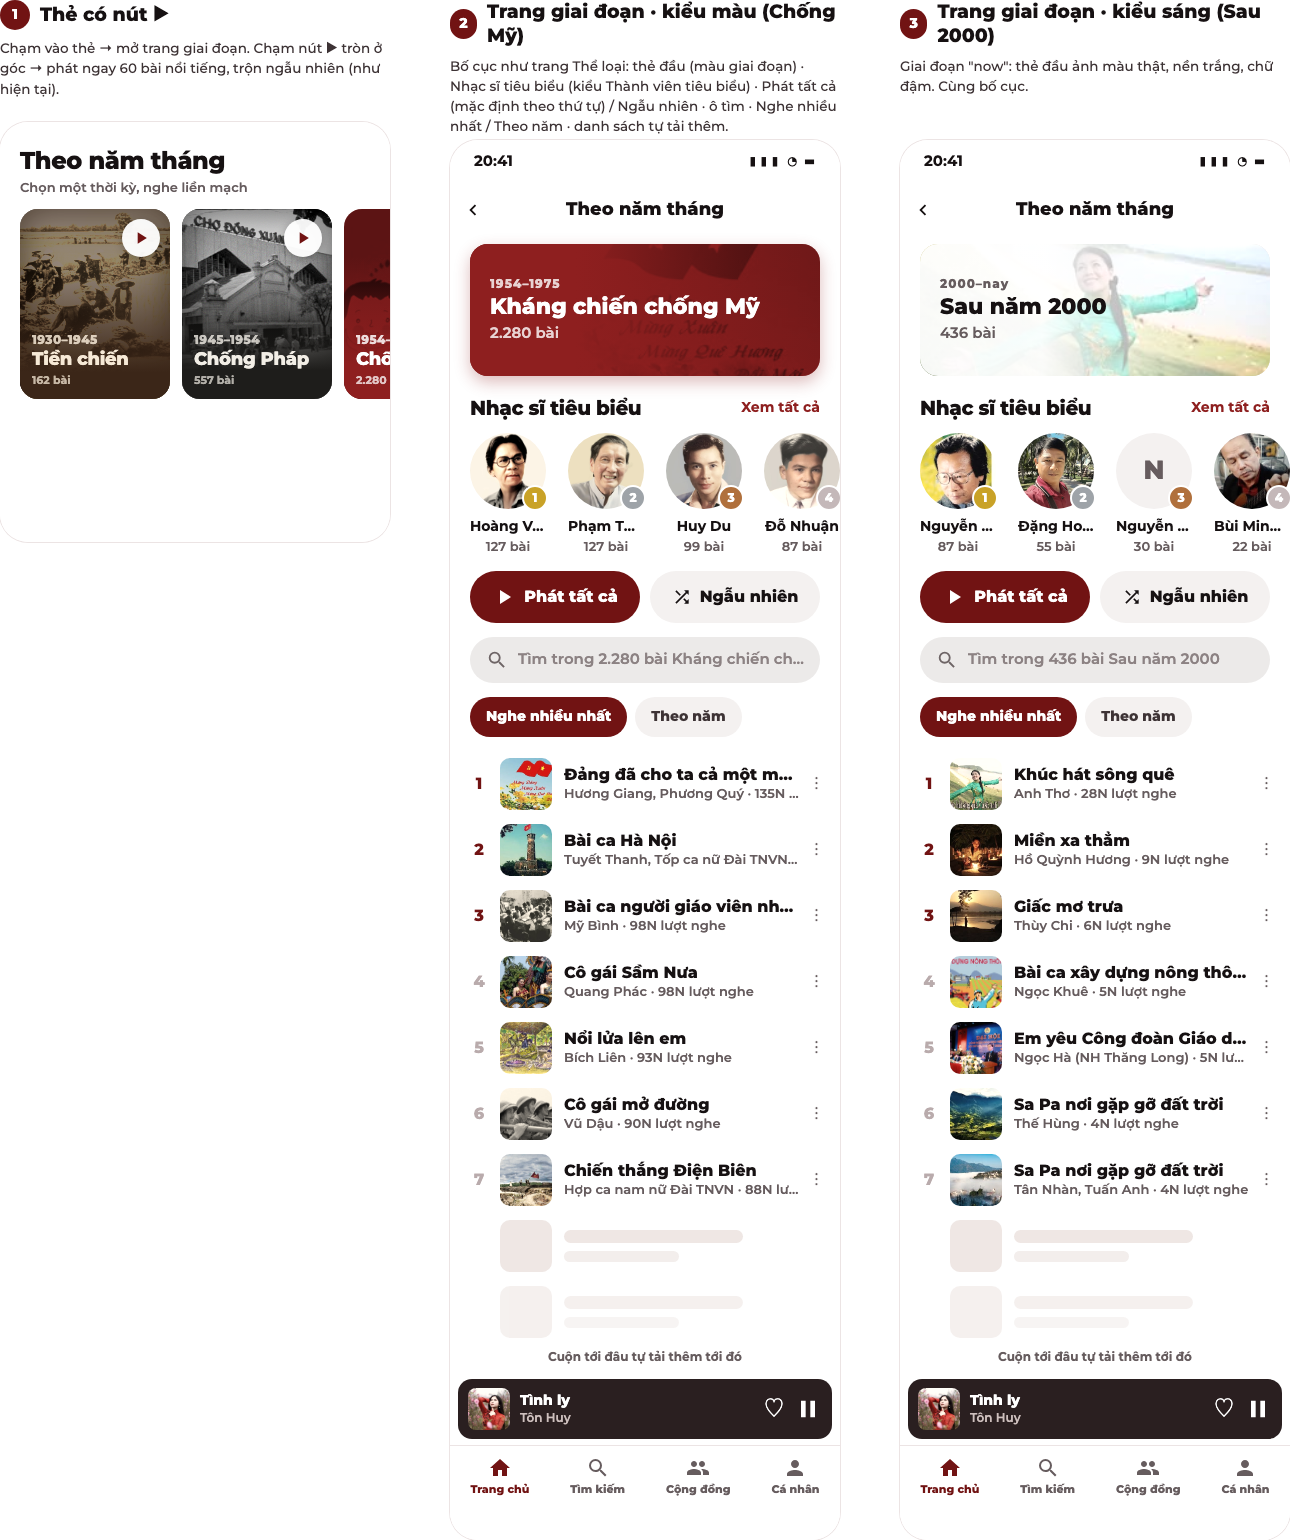 1 Thẻ có nút ▶
Chạm vào thẻ → mở trang giai đoạn. Chạm nút ▶ tròn ở
góc → phát ngay 60 bài nổi tiếng, trộn ngẫu nhiên (như
hiện tại).
Theo năm tháng
Chọn một thời kỳ, nghe liền mạch
1930–1945
Tiền chiến
162 bài
CHỢ ĐỒNG XUÂN
1945–1954
Chống Pháp
557 bài
1954–
Chố
2.280
2 Trang giai đoạn · kiểu màu (Chống
Mỹ)
Bố cục như trang Thể loại: thẻ đầu (màu giai đoạn) ·
Nhạc sĩ tiêu biểu (kiểu Thành viên tiêu biểu) · Phát tất cả
(mặc định theo thứ tự) / Ngẫu nhiên · ô tìm · Nghe nhiều
nhất / Theo năm · danh sách tự tải thêm.
20:41
Theo năm tháng
1954–1975
Kháng chiến chống Mỹ
2.280 bài
Mừng Xuân
Mừng Quê Hương
Nhạc sĩ tiêu biểu Xem tất cả
1 2 3 4
Hoàng V... Phạm T... Huy Du Đỗ Nhuận
127 bài 127 bài 99 bài 87 bài
Phát tất cả Ngẫu nhiên
Tìm trong 2.280 bài Kháng chiến ch...
Nghe nhiều nhất Theo năm
1 Đảng đã cho ta cả một m...
Hương Giang, Phương Quý · 135N ...
2 Bài ca Hà Nội
Tuyết Thanh, Tốp ca nữ Đài TNVN...
3 Bài ca người giáo viên nh...
Mỹ Bình · 98N lượt nghe
4 Cô gái Sầm Nưa
Quang Phác · 98N lượt nghe
5 Nổi lửa lên em
Bích Liên · 93N lượt nghe
6 Cô gái mở đường
Vũ Dậu · 90N lượt nghe
7 Chiến thắng Điện Biên
Hợp ca nam nữ Đài TNVN · 88N lư...
Cuộn tới đâu tự tải thêm tới đó
Tình ly
Tôn Huy
Trang chủ Tìm kiếm Cộng đồng Cá nhân
3 Trang giai đoạn · kiểu sáng (Sau
2000)
Giai đoạn "now": thẻ đầu ảnh màu thật, nền trắng, chữ
đậm. Cùng bố cục.
20:41
Theo năm tháng
2000–nay
Sau năm 2000
436 bài
Nhạc sĩ tiêu biểu Xem tất cả
N
1 2 3 4
Nguyễn ... Đặng Ho... Nguyễn ... Bùi Min...
87 bài 55 bài 30 bài 22 bài
Phát tất cả Ngẫu nhiên
Tìm trong 436 bài Sau năm 2000
Nghe nhiều nhất Theo năm
1 Khúc hát sông quê
Anh Thơ · 28N lượt nghe
2 Miền xa thẳm
Hồ Quỳnh Hương · 9N lượt nghe
3 Giấc mơ trưa
Thùy Chi · 6N lượt nghe
4 Bài ca xây dựng nông thô...
Ngọc Khuê · 5N lượt nghe
5 Em yêu Công đoàn Giáo d...
Ngọc Hà (NH Thăng Long) · 5N lư...
6 Sa Pa nơi gặp gỡ đất trời
Thế Hùng · 4N lượt nghe
7 Sa Pa nơi gặp gỡ đất trời
Tân Nhàn, Tuấn Anh · 4N lượt nghe
Cuộn tới đâu tự tải thêm tới đó
Tình ly
Tôn Huy
Trang chủ Tìm kiếm Cộng đồng Cá nhân